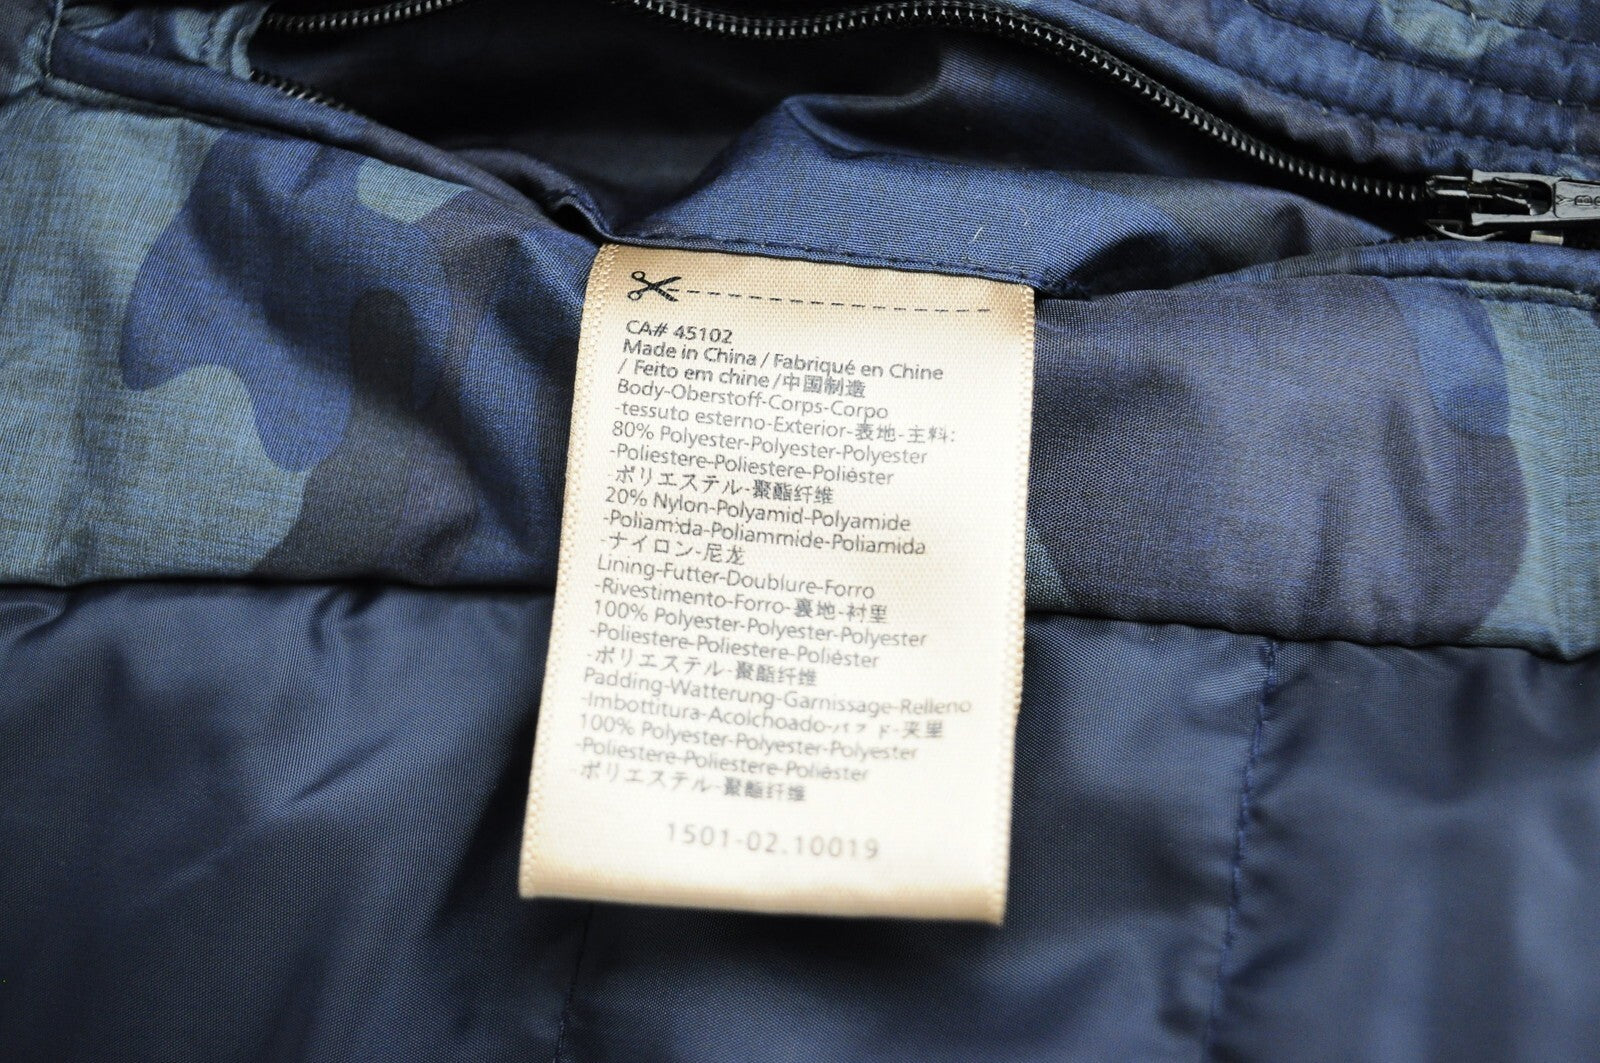 CA# 45102
Made in China / Fabriqué en Chine
/ Feito em chine /中国制造
Body-Oberstoff-Corps-Corpo
-tessuto esterno-Exterior-表地-主料:
80% Polyester-Polyester-Polyester
-Poliestere-Poliestere-Poliéster
-ポリエステル-聚酯纤维
20% Nylon-Polyamid-Polyamide
-Poliamida-Poliammide-Poliamida
-ナイロン-尼龙
Lining-Futter-Doublure-Forro
-Rivestimento-Forro-裏地-衬里
100% Polyester-Polyester-Polyester
-Poliestere-Poliestere-Poliéster
-ポリエステル-聚酯纤维
Padding-Watterung-Garnissage-Relleno
-Imbottitura-Acolchoado-パッド-夹里
100% Polyester-Polyester-Polyester
-Poliestere-Poliestere-Poliéster
-ポリエステル-聚酯纤维
1501-02.10019